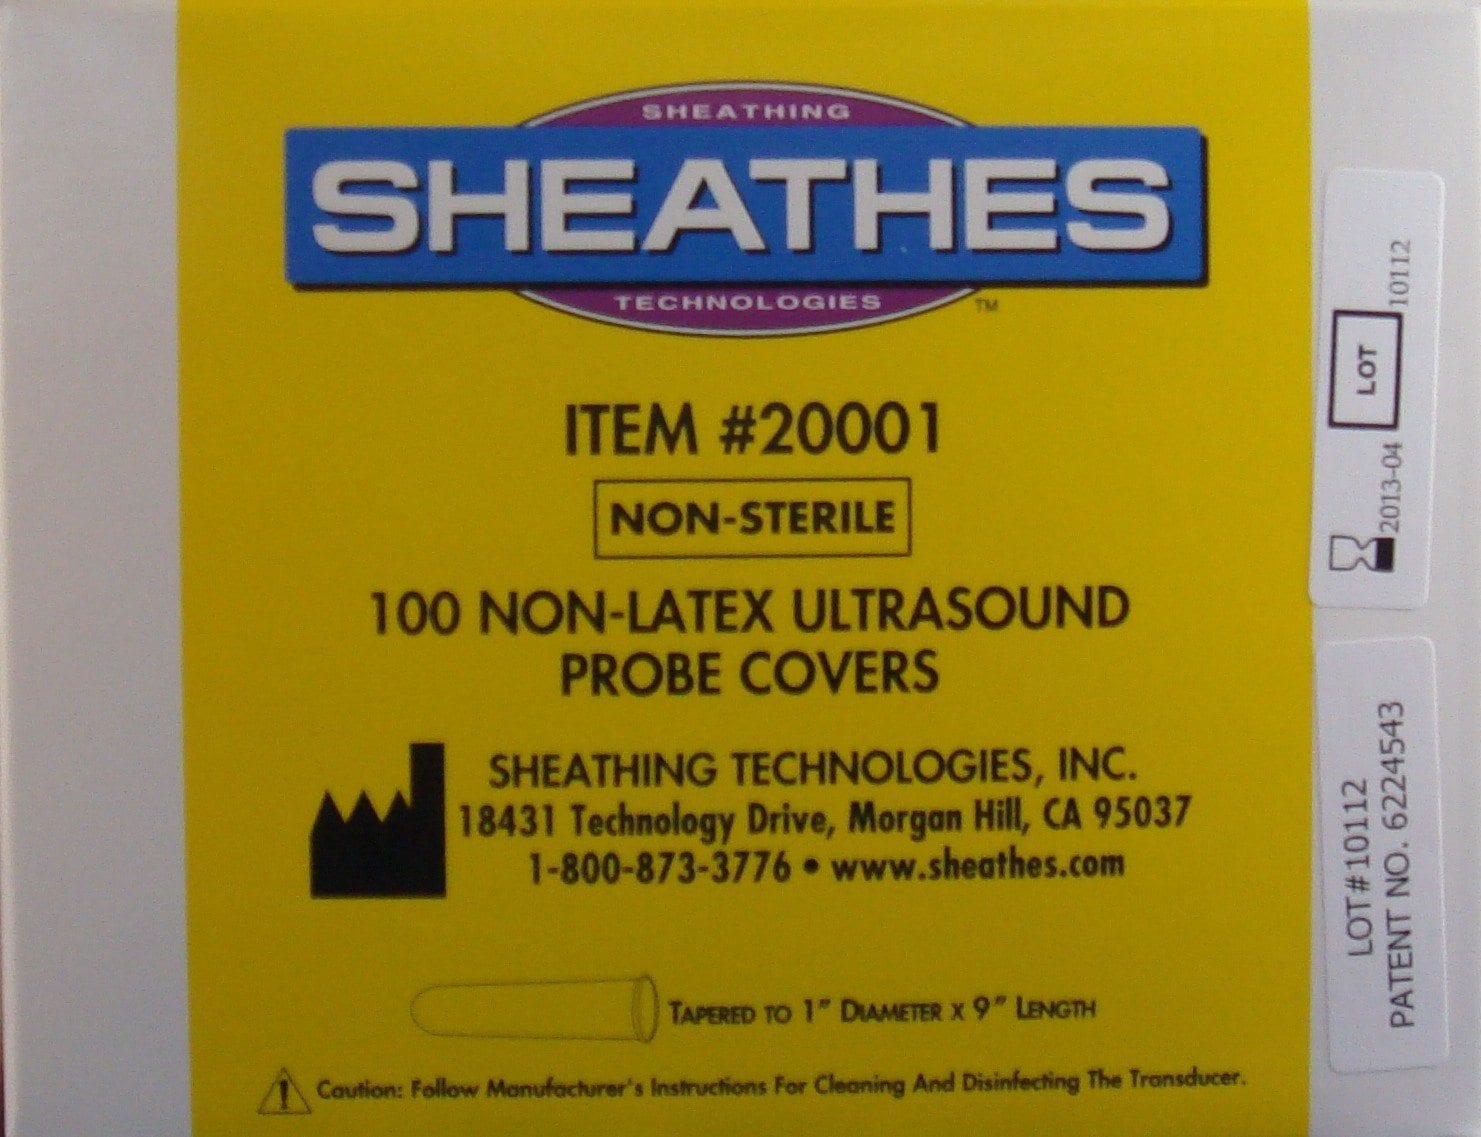 SHEATHING
SHEATHES
TECHNOLOGIES
TM
ITEM #20001
NON-STERILE
100 NON-LATEX ULTRASOUND
PROBE COVERS
SHEATHING TECHNOLOGIES, INC.
18431 Technology Drive, Morgan Hill, CA 95037
1-800-873-3776 • www.sheathes.com
TAPERED TO 1" DIAMETER X 9" LENGTH
! Caution: Follow Manufacturer's Instructions For Cleaning And Disinfecting The Transducer.
2013-04 LOT 10112
LOT#10112
PATENT NO. 6224543